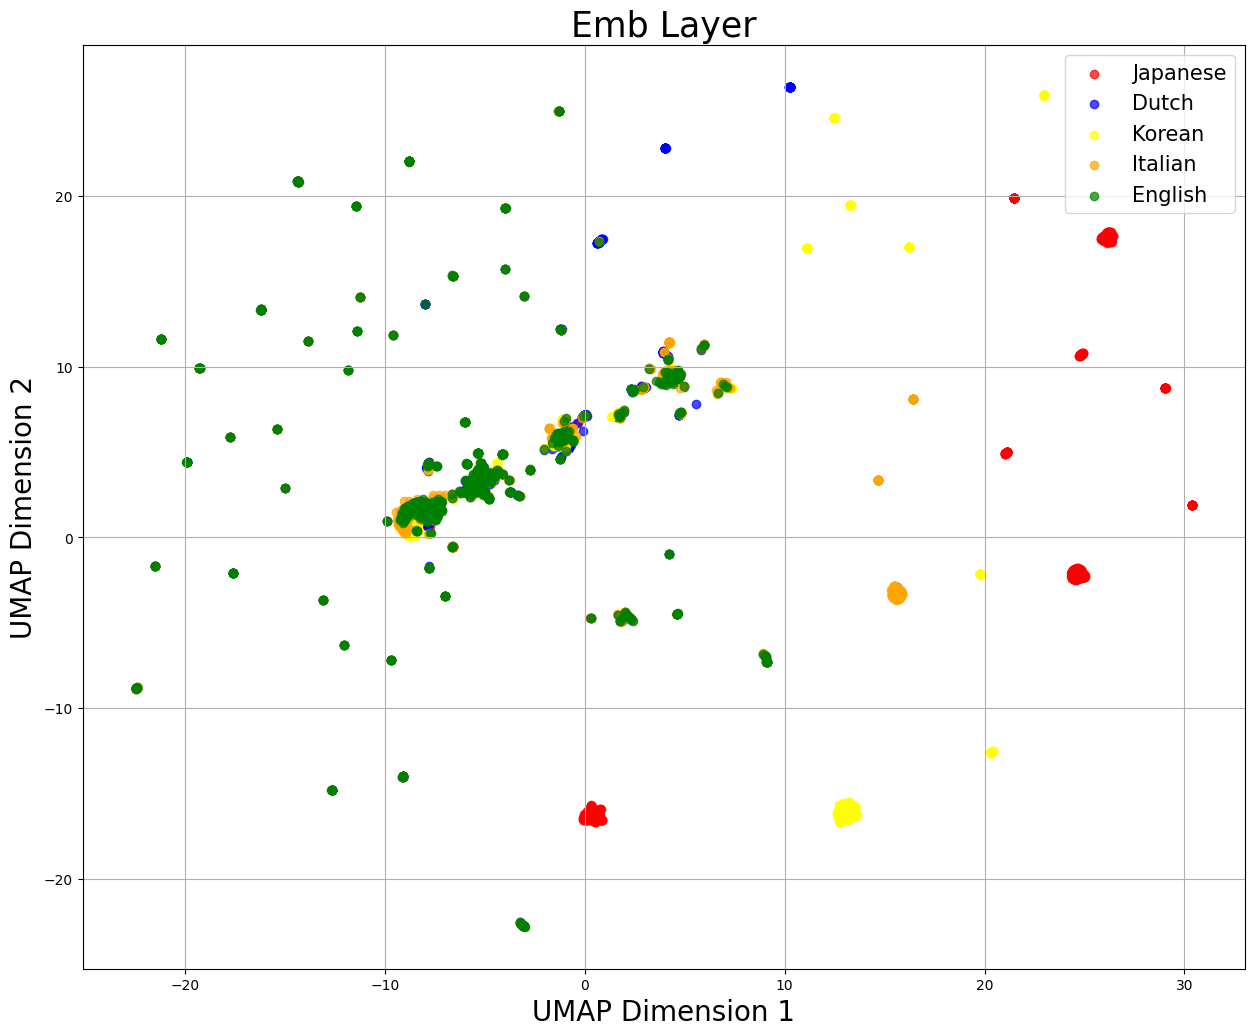 Emb Layer
Japanese
Dutch
Korean
Italian
English
UMAP Dimension 2
20
10
0
−10
−20
−20
−10
0
10
20
30
UMAP Dimension 1